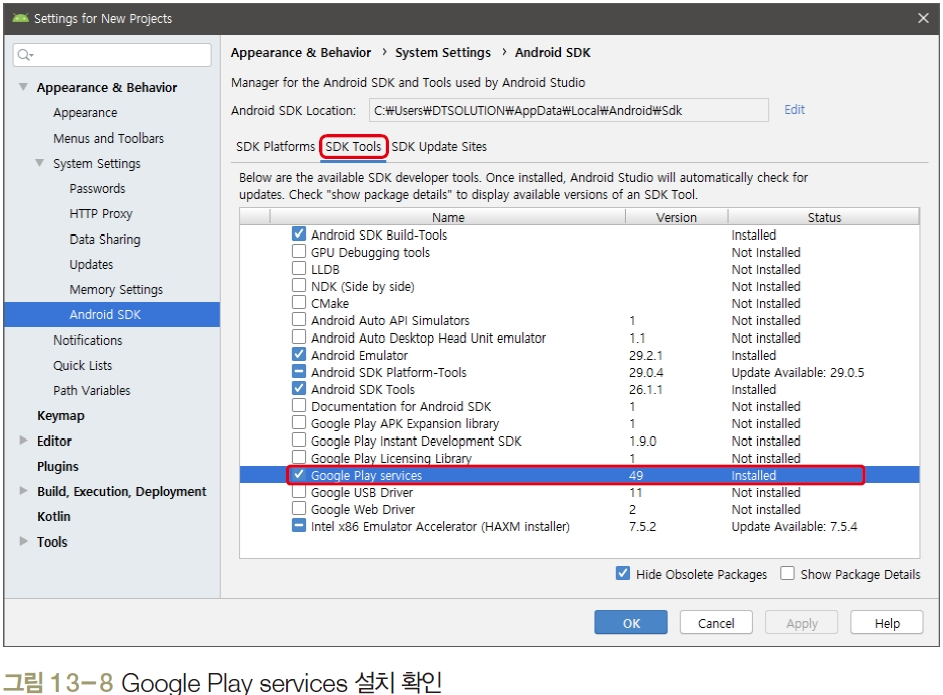 Settings for New Projects
Appearance & Behavior
Appearance
Menus and Totbars
System Settings
Passwords
HTTP Proxy
Data Sharing
Updates
Memory Settings
Android SDK
Notifications
Quick Lists
Path Variables
Keymap
Editor
Plugins
Build, Execution, Deployment
Kotlin
Tools
Appearance & Behavior › System Settings › Android SDK
Manager for the Android SDK and Tools used by Android Studio
Android SDK Location: C:₩Users₩DTSOLUTION₩AppData₩Local₩Android₩Sdk Edit
SDK Platforms SDK Tools SDK Update Sites
Below are the available SDK developer tools. Once installed, Android Studio will automatically check for
updates. Check "show package details" to display available versions of an SDK Tool.
Name Version Status
Android SDK Build-Tools Installed
GPU Debugging tools Not Installed
LLDB Not Installed
NDK (Side by side) Not Installed
CMake Not Installed
Android Auto API Simulators 1 Not installed
Android Auto Desktop Head Unit emulator 1.1 Not installed
Android Emulator 29.2.1 Installed
Android SDK Platform-Tools 29.0.4 Update Available: 29.0.5
Android SDK Tools 26.1.1 Installed
Documentation for Android SDK 1 Not installed
Google Play APK Expansion library 1 Not installed
Google Play Instant Development SDK 1.9.0 Not installed
Google Play Licensing Library 1 Not installed
Google Play services 49 Installed
Google USB Driver 11 Not installed
Google Web Driver 2 Not installed
Intel x86 Emulator Accelerator (HAXM installer) 7.5.2 Update Available: 7.5.4
Hide Obsolete Packages Show Package Details
OK Cancel Apply Help
그림 13-8 Google Play services 설치 확인